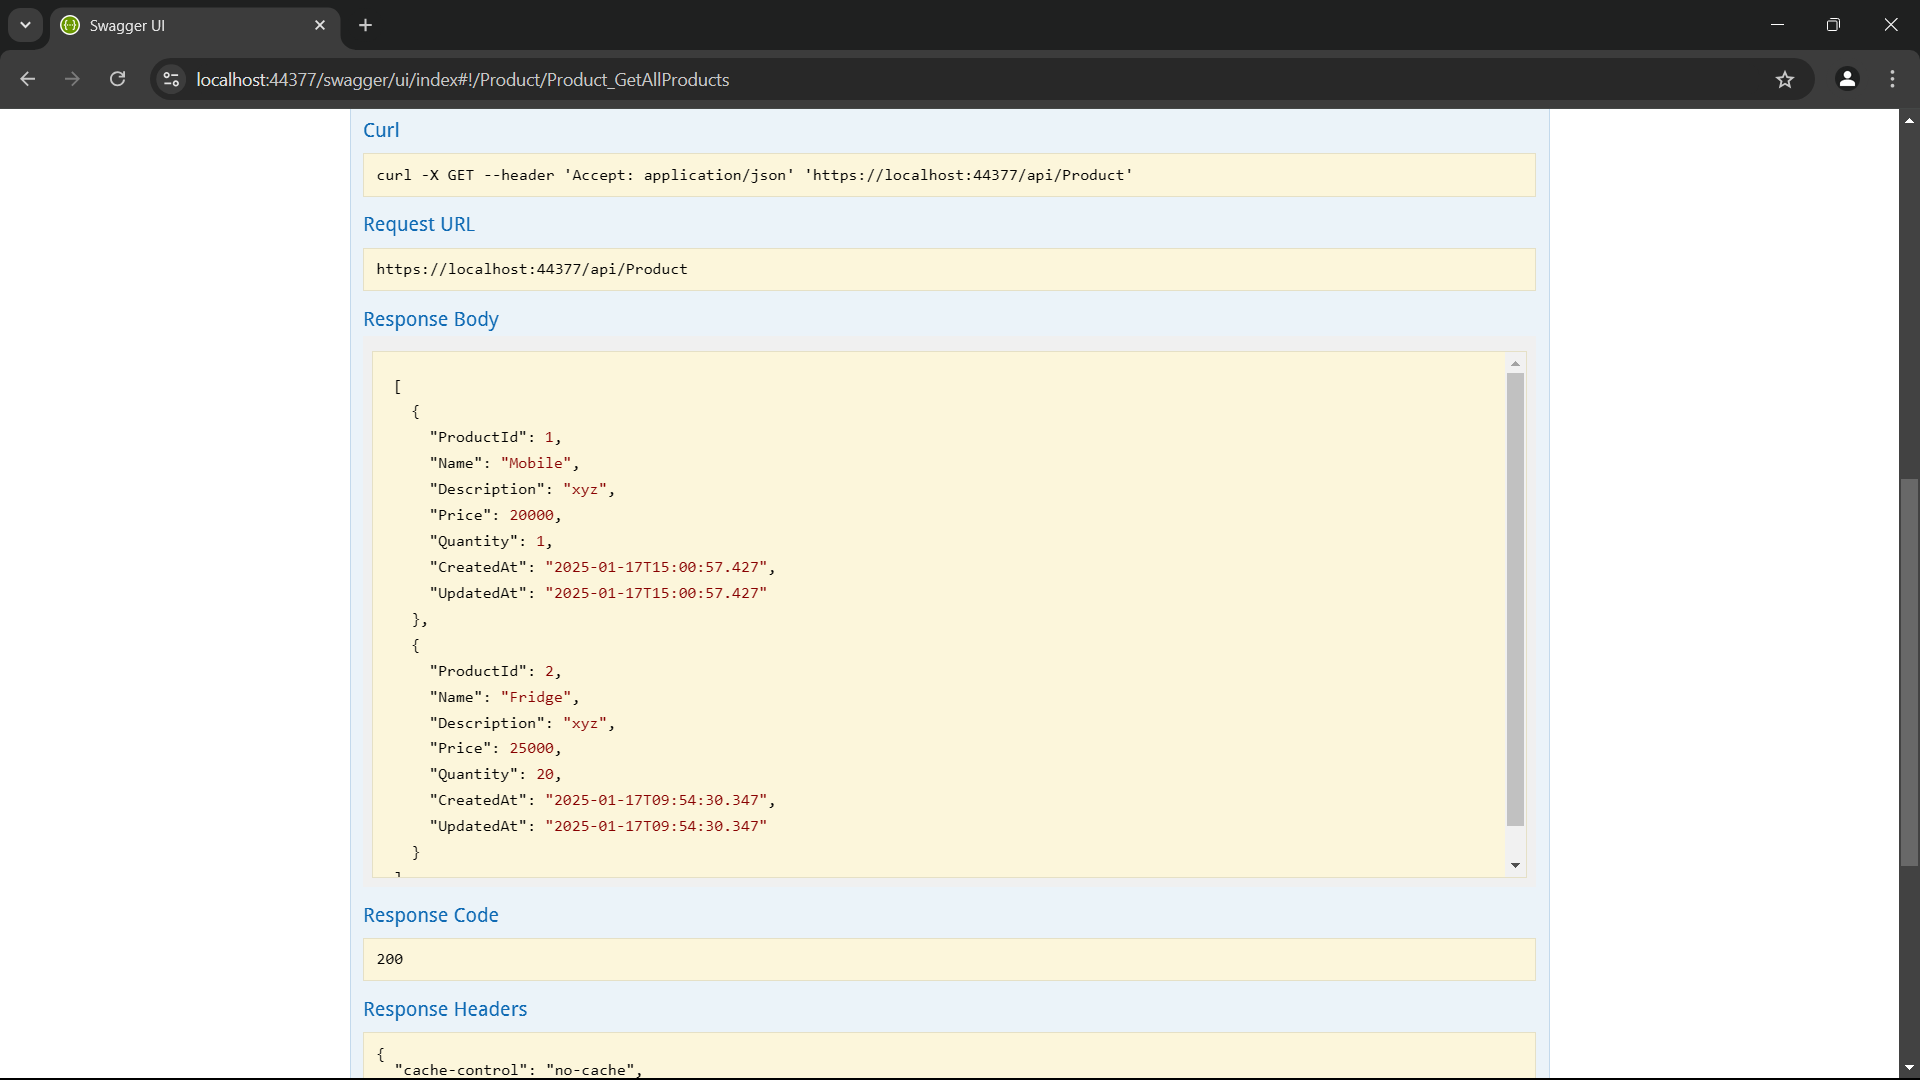 Swagger UI
localhost:44377/swagger/ui/index#!/Product/Product_GetAllProducts
Curl
curl -X GET --header 'Accept: application/json' 'https://localhost:44377/api/Product'
Request URL
https://localhost:44377/api/Product
Response Body
[
  {
    "ProductId": 1,
    "Name": "Mobile",
    "Description": "xyz",
    "Price": 20000,
    "Quantity": 1,
    "CreatedAt": "2025-01-17T15:00:57.427",
    "UpdatedAt": "2025-01-17T15:00:57.427"
  },
  {
    "ProductId": 2,
    "Name": "Fridge",
    "Description": "xyz",
    "Price": 25000,
    "Quantity": 20,
    "CreatedAt": "2025-01-17T09:54:30.347",
    "UpdatedAt": "2025-01-17T09:54:30.347"
  }
]
Response Code
200
Response Headers
{
  "cache-control": "no-cache",